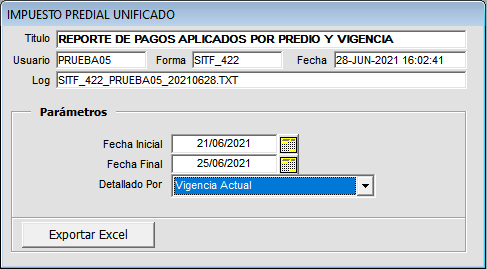 IMPUESTO PREDIAL UNIFICADO
Titulo REPORTE DE PAGOS APLICADOS POR PREDIO Y VIGENCIA
Usuario PRUEBA05 Forma SITF_422 Fecha 28-JUN-2021 16:02:41
Log SITF_422_PRUEBA05_20210628.TXT
Parámetros
Fecha Inicial 21/06/2021
Fecha Final 25/06/2021
Detallado Por Vigencia Actual
Exportar Excel